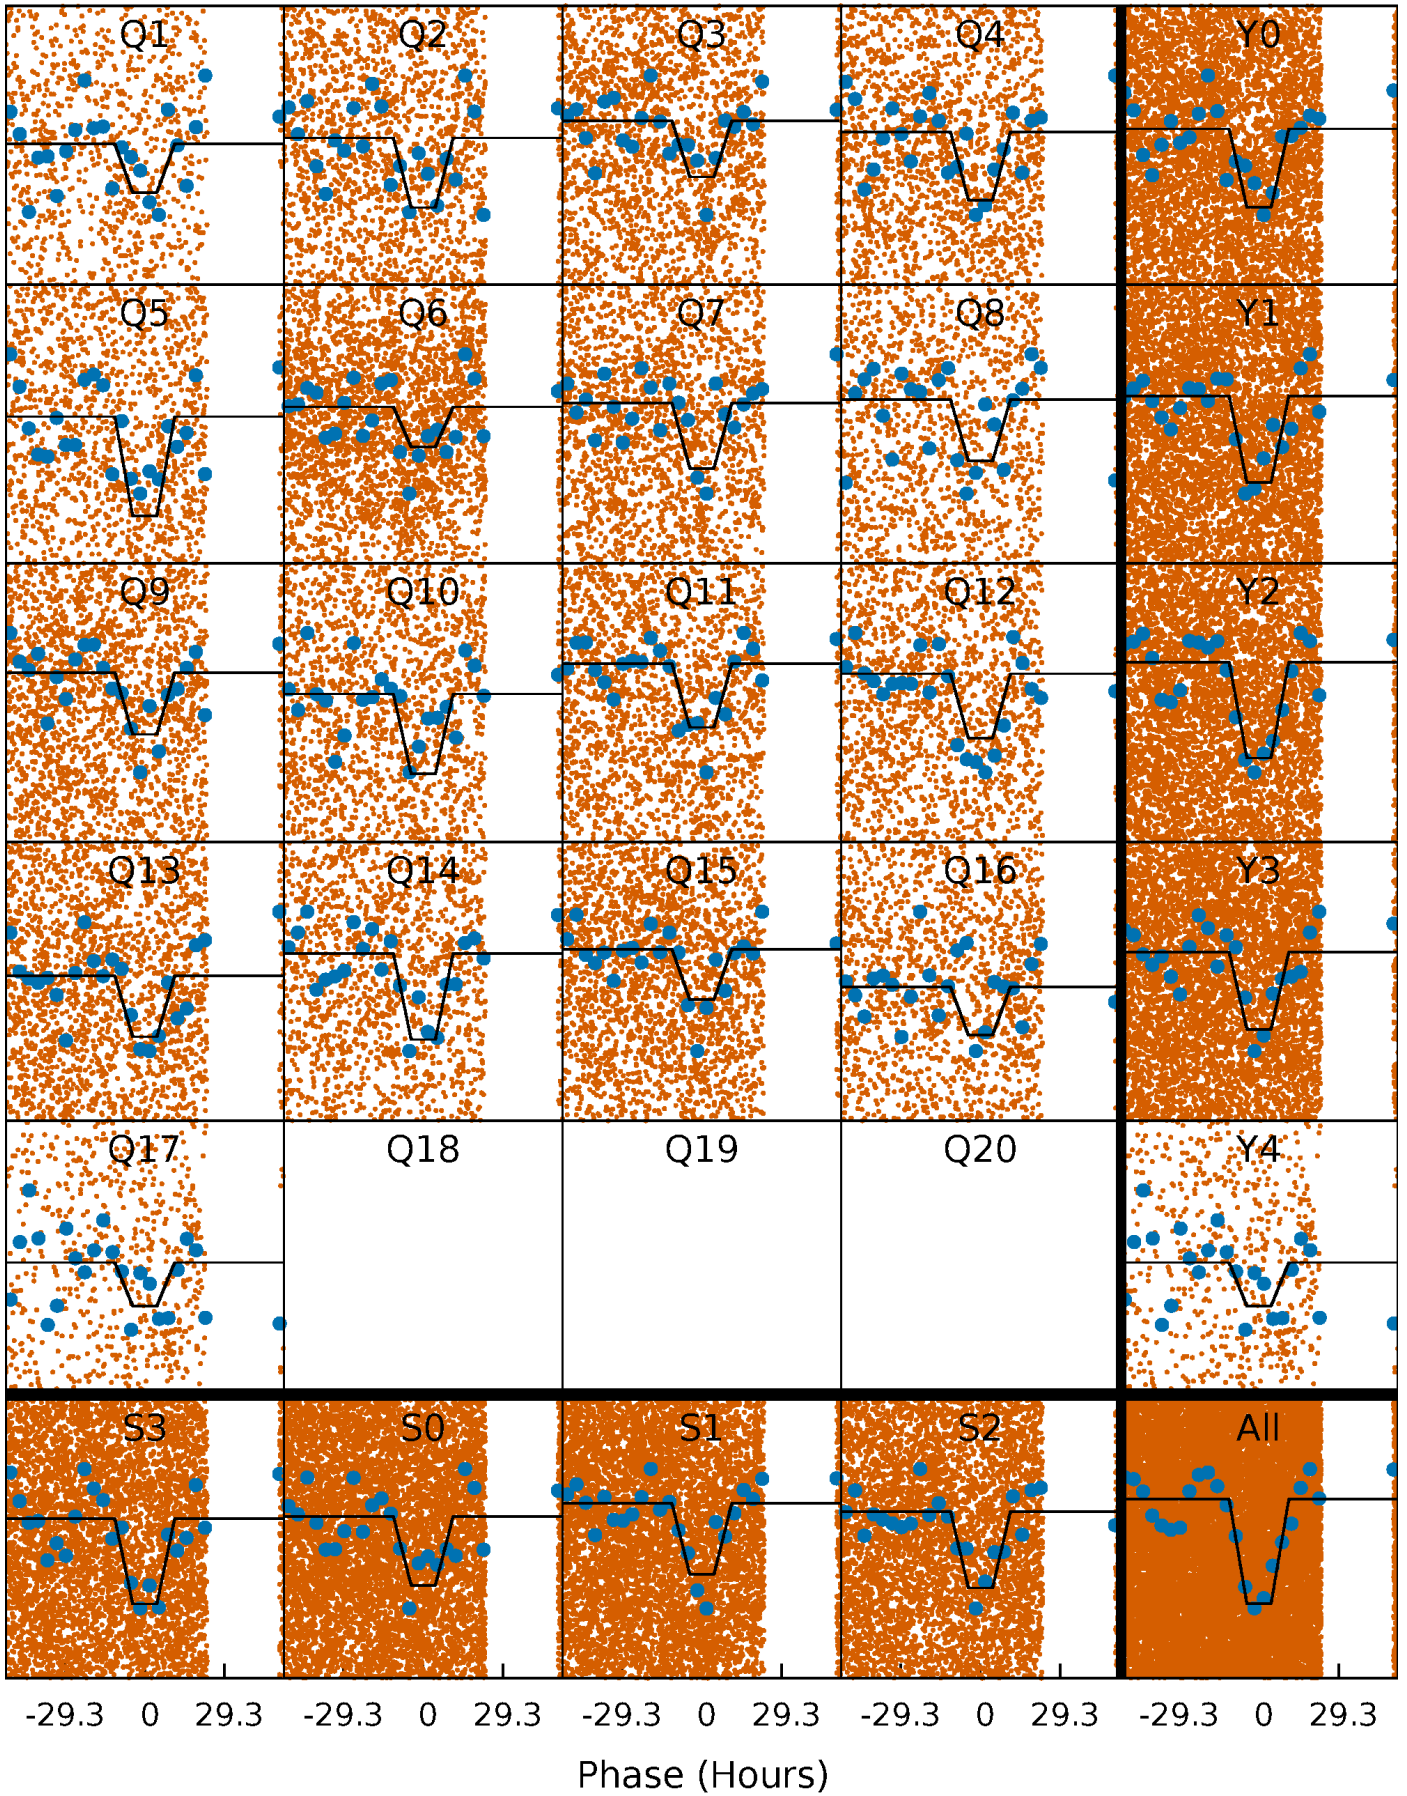 Q1 Q2 Q3 Q4 Y0
Q5 Q6 Q7 Q8 Y1
Q9 Q10 Q11 Q12 Y2
Q13 Q14 Q15 Q16 Y3
Q17 Q18 Q19 Q20 Y4
S3 S0 S1 S2 All
-29.3 0 29.3 -29.3 0 29.3 -29.3 0 29.3 -29.3 0 29.3 -29.3 0 29.3
Phase (Hours)